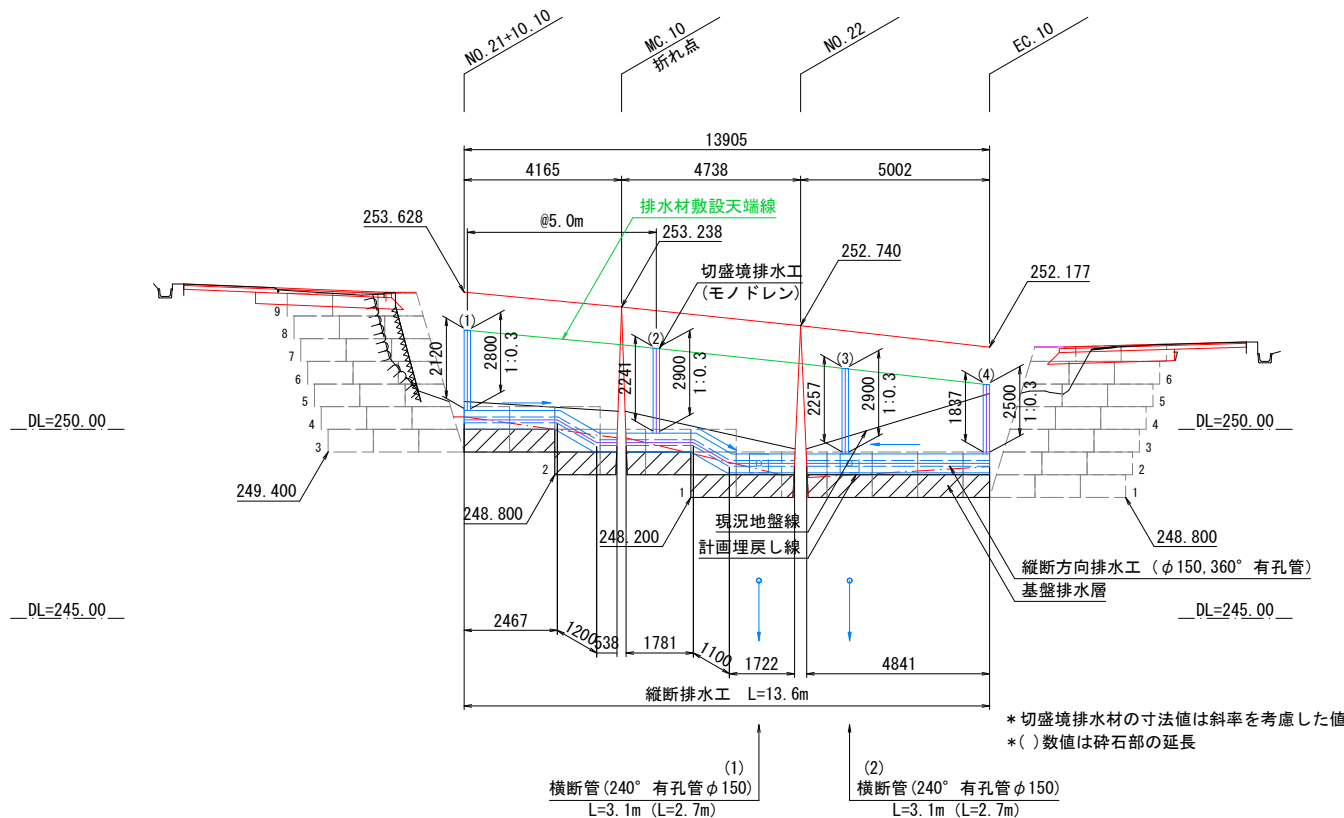 NO.21+10.10
MC.10
折れ点
NO.22
EC.10
13905
4165
4738
5002
排水材敷設天端線
253.628
@5.0m
253.238
252.740
252.177
切盛境排水工
(モノドレン)
9
8
7
6
5
4
3
2
1
(1)
2120
2800
1:0.3
(2)
2241
2900
1:0.3
(3)
2257
2900
1:0.3
(4)
1837
2500
1:0.3
6
5
4
3
2
1
DL=250.00
DL=250.00
249.400
248.800
248.200
248.800
現況地盤線
計画埋戻し線
縦断方向排水工（φ150,360°有孔管）
基盤排水層
DL=245.00
DL=245.00
2467
1200
538
1781
1100
1722
4841
縦断排水工 L=13.6m
*切盛境排水材の寸法値は斜率を考慮した値
*( )数値は砕石部の延長
(1)
横断管(240°有孔管φ150)
L=3.1m (L=2.7m)
(2)
横断管(240°有孔管φ150)
L=3.1m (L=2.7m)